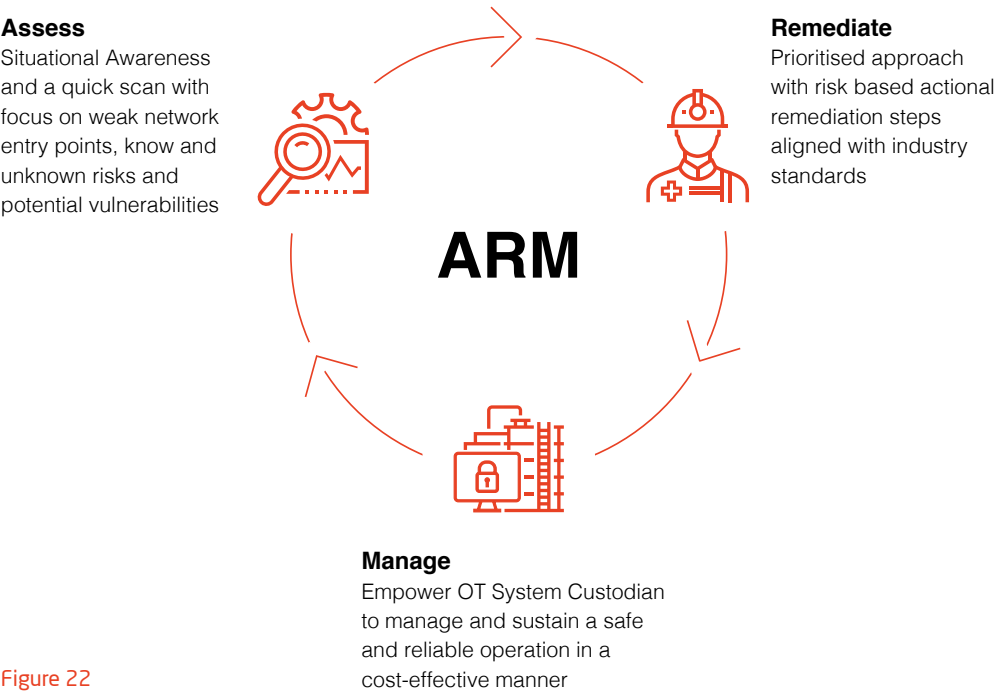 Assess
Situational Awareness
and a quick scan with
focus on weak network
entry points, know and
unknown risks and
potential vulnerabilities
Remediate
Prioritised approach
with risk based actional
remediation steps
aligned with industry
standards
ARM
Manage
Empower OT System Custodian
to manage and sustain a safe
and reliable operation in a
cost-effective manner
Figure 22